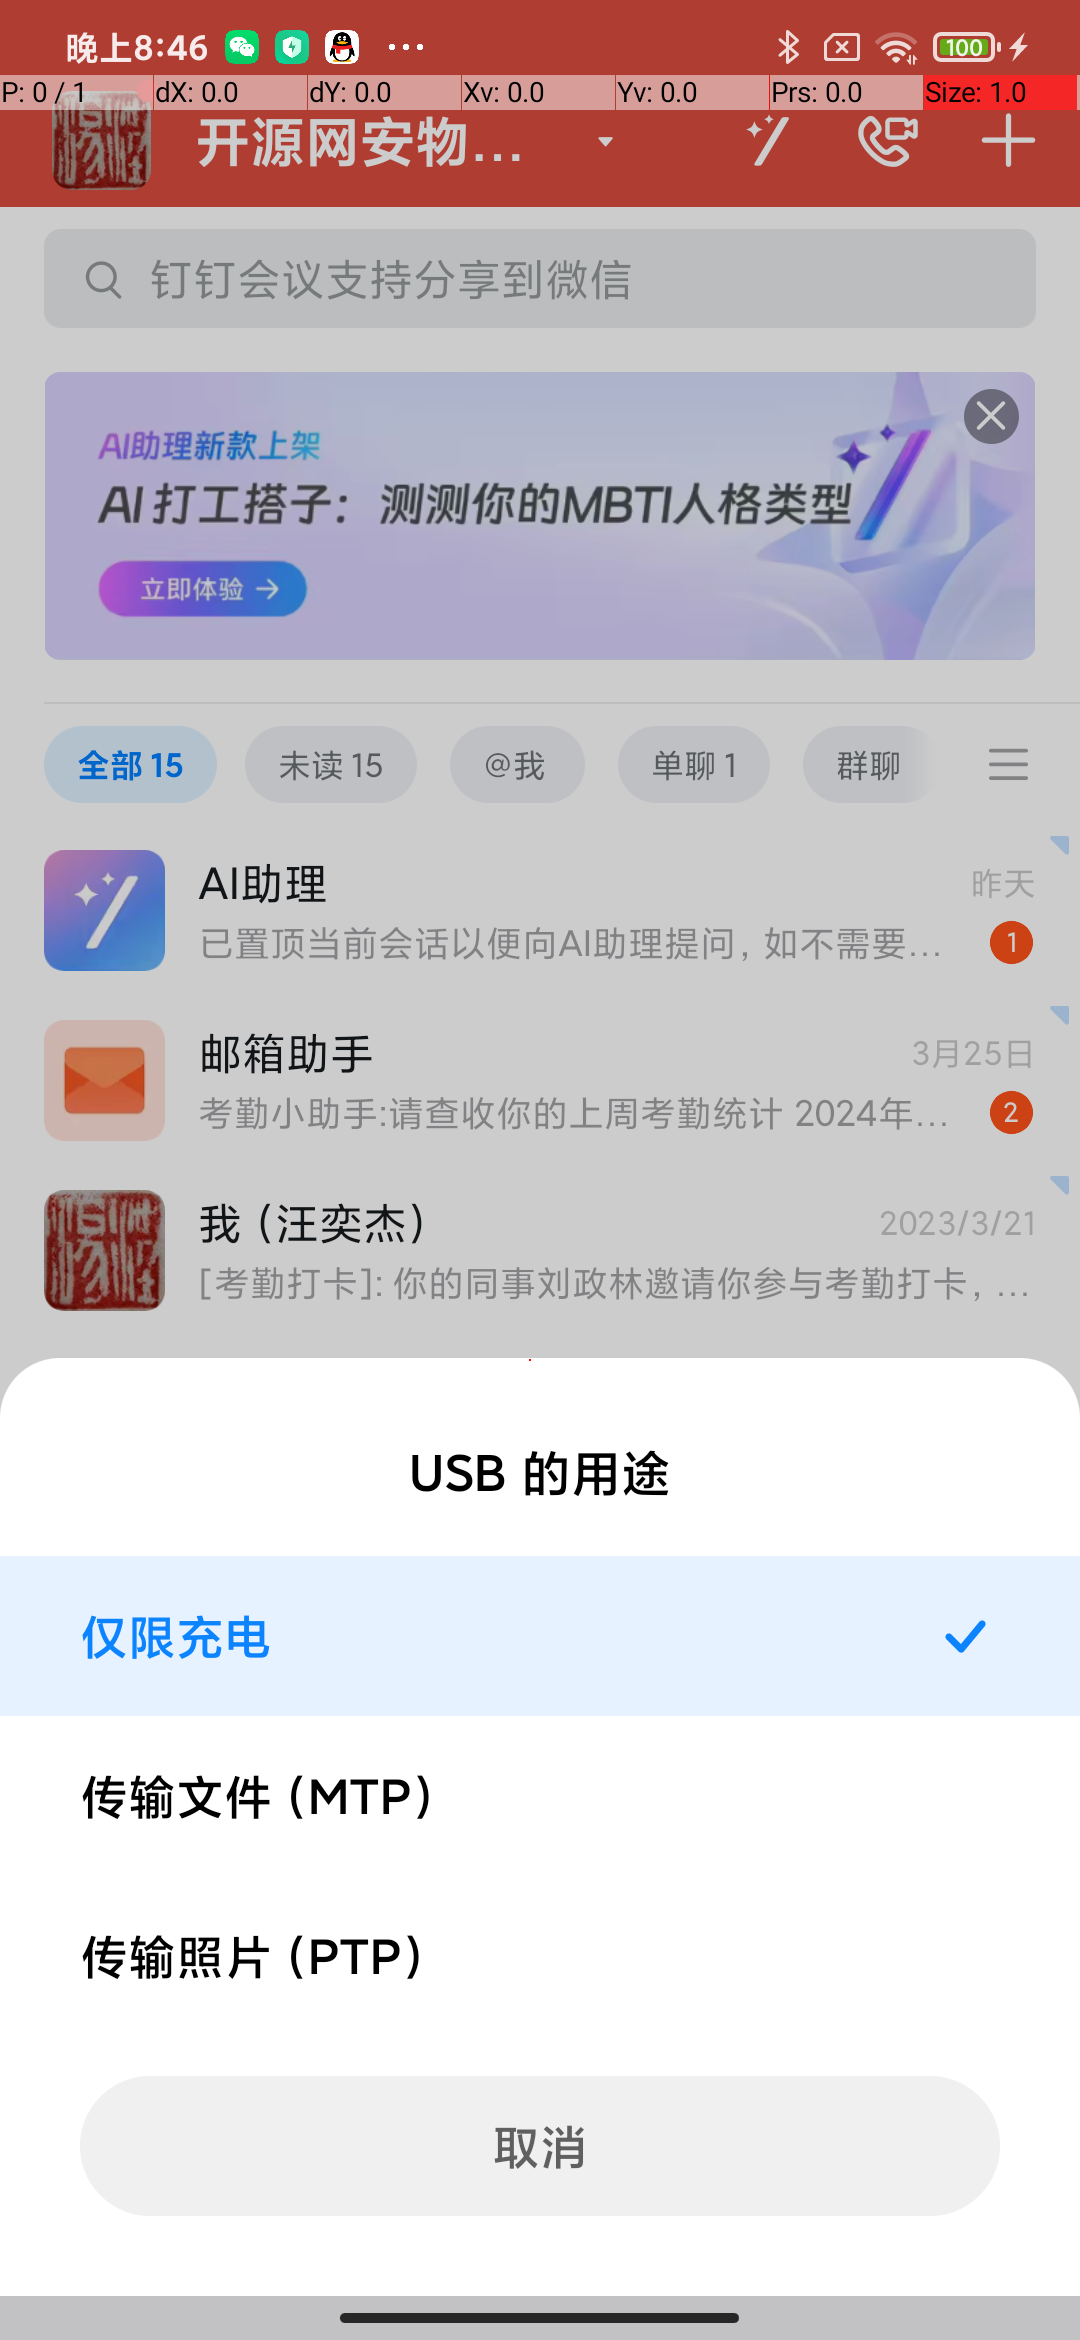 晚上8:46
100
P: 0 / 1 dX: 0.0 dY: 0.0 Xv: 0.0 Yv: 0.0 Prs: 0.0 Size: 1.0
开源网安物...
钉钉会议支持分享到微信
AI助理新款上架
AI 打工搭子：测测你的MBTI人格类型
立即体验 →
全部 15 未读 15 @我 单聊 1 群聊
AI助理 昨天
已置顶当前会话以便向AI助理提问，如不需要... 1
邮箱助手 3月25日
考勤小助手:请查收你的上周考勤统计 2024年... 2
我（汪奕杰） 2023/3/21
[考勤打卡]: 你的同事刘政林邀请你参与考勤打卡，...
USB 的用途
仅限充电
传输文件（MTP）
传输照片（PTP）
取消